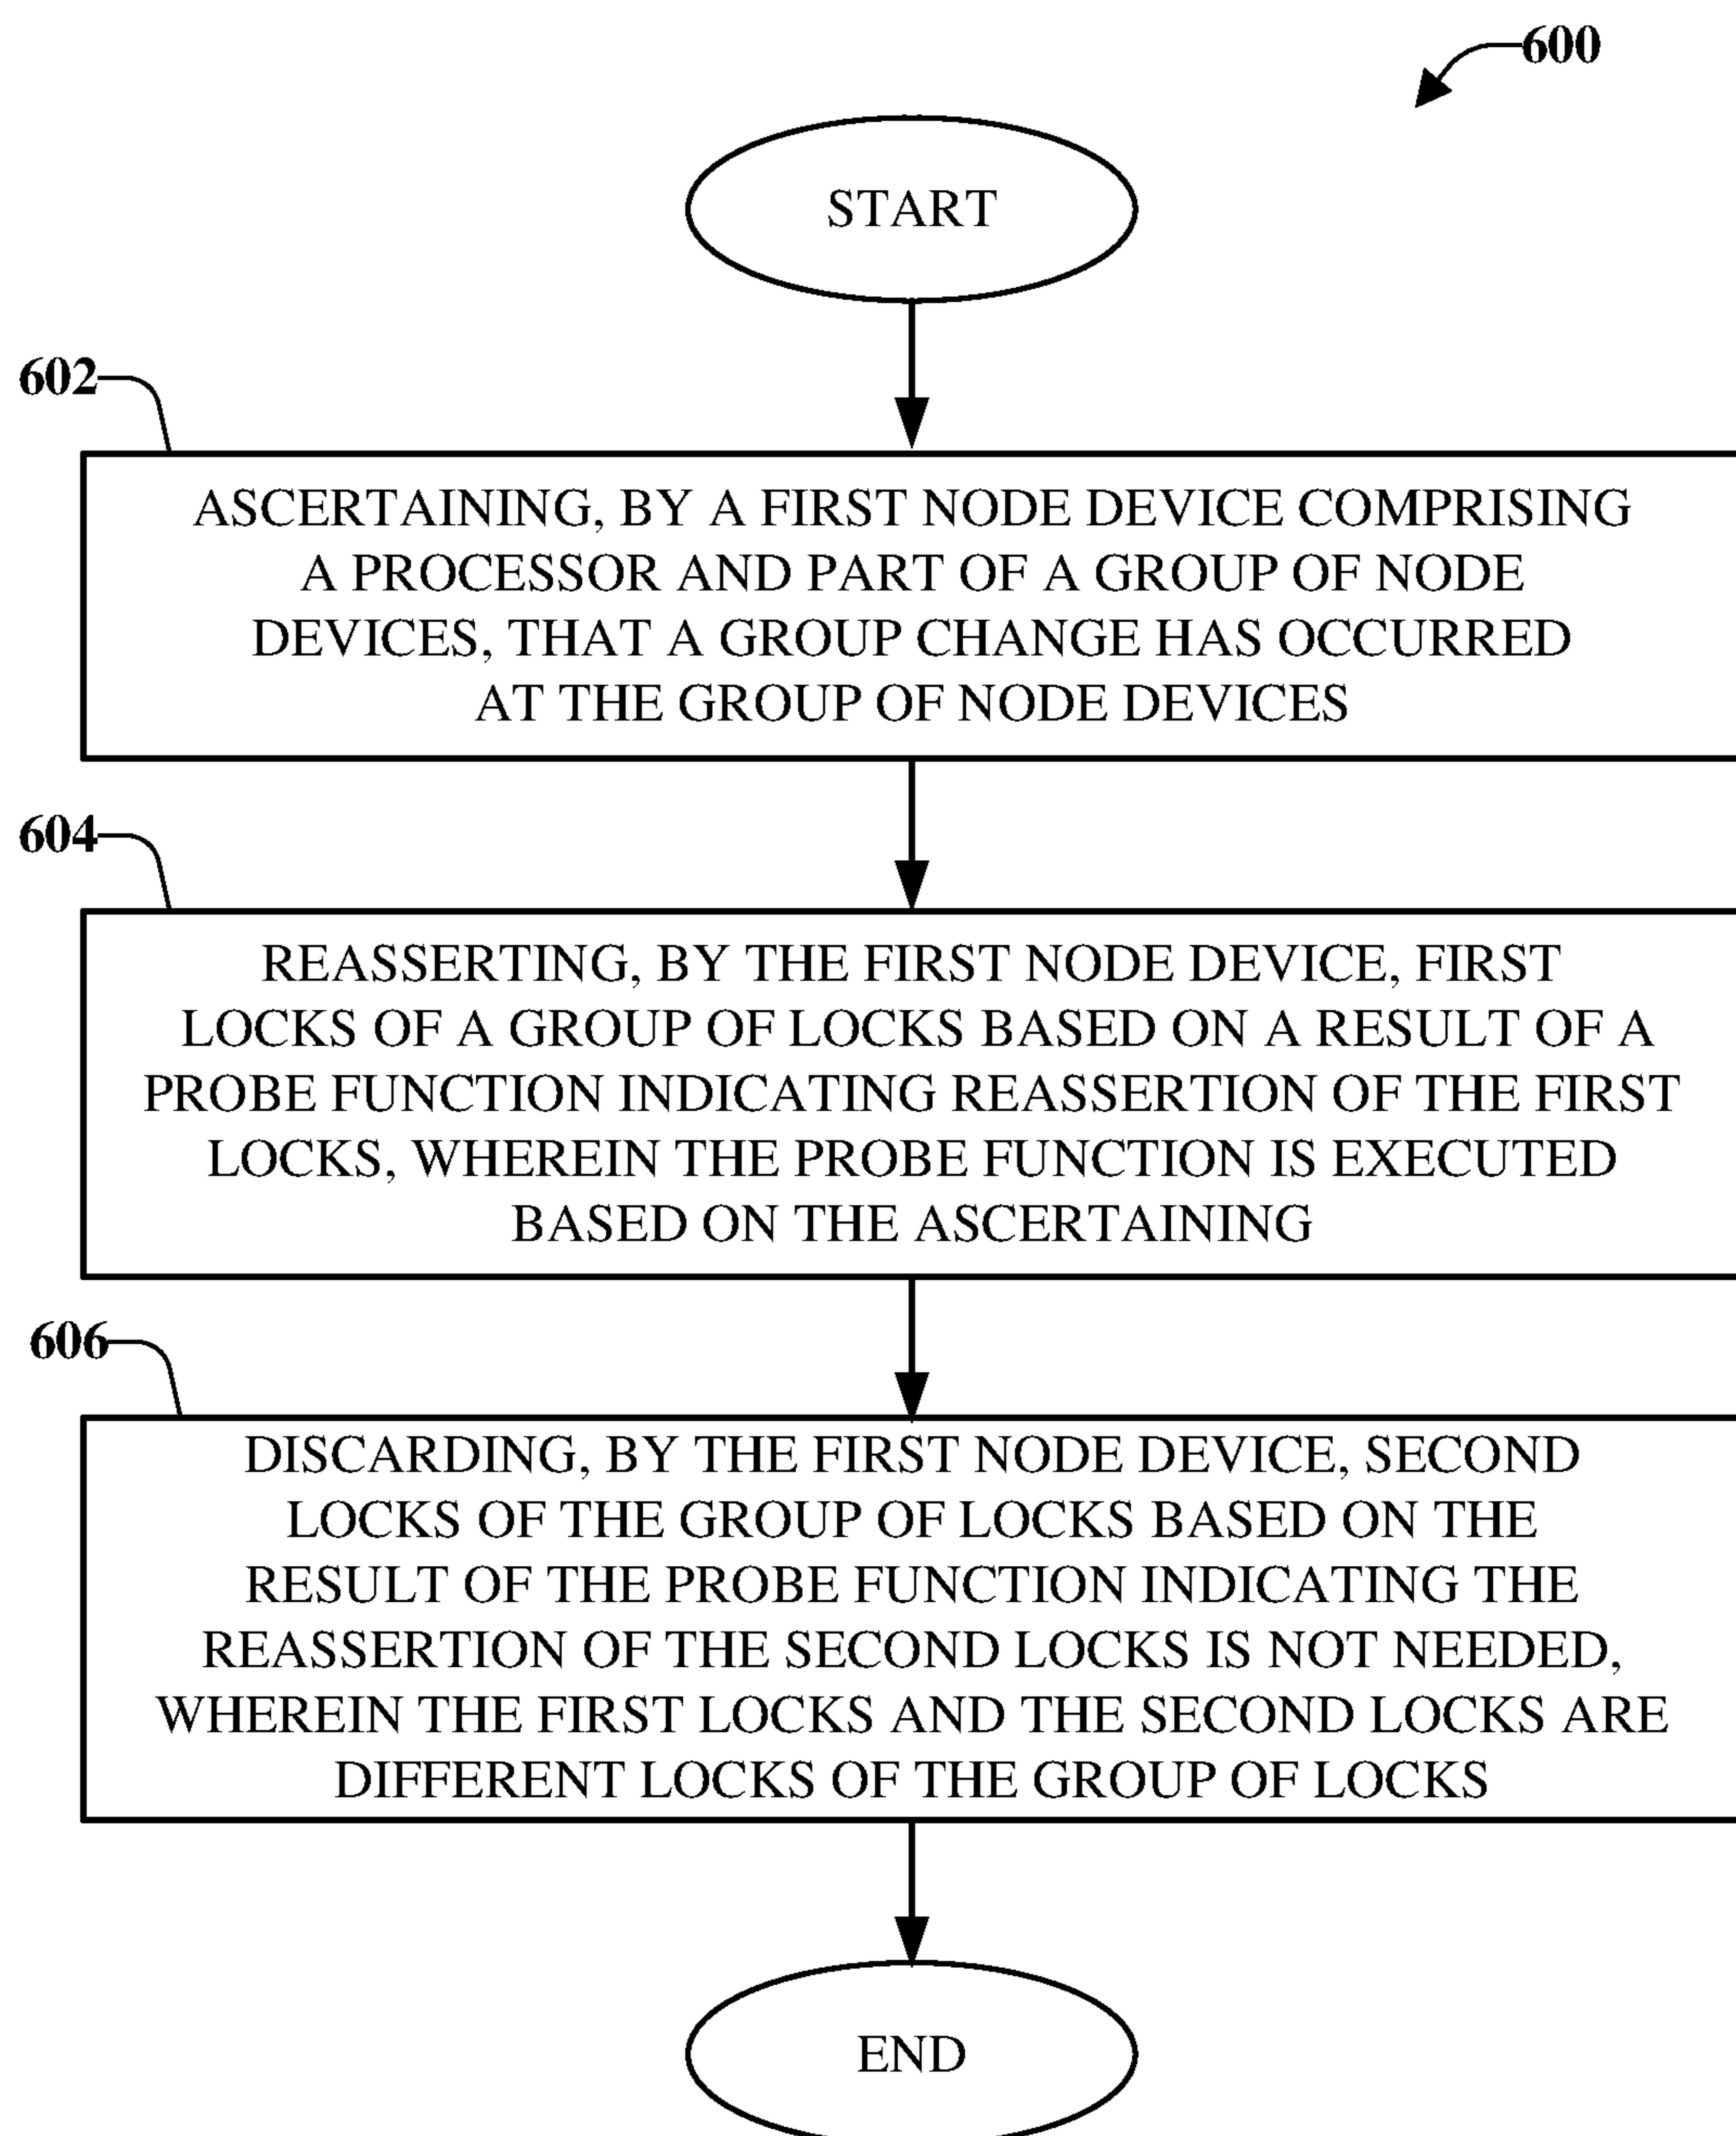 600
START
602
ASCERTAINING, BY A FIRST NODE DEVICE COMPRISING
A PROCESSOR AND PART OF A GROUP OF NODE
DEVICES, THAT A GROUP CHANGE HAS OCCURRED
AT THE GROUP OF NODE DEVICES
604
REASSERTING, BY THE FIRST NODE DEVICE, FIRST
LOCKS OF A GROUP OF LOCKS BASED ON A RESULT OF A
PROBE FUNCTION INDICATING REASSERTION OF THE FIRST
LOCKS, WHEREIN THE PROBE FUNCTION IS EXECUTED
BASED ON THE ASCERTAINING
606
DISCARDING, BY THE FIRST NODE DEVICE, SECOND
LOCKS OF THE GROUP OF LOCKS BASED ON THE
RESULT OF THE PROBE FUNCTION INDICATING THE
REASSERTION OF THE SECOND LOCKS IS NOT NEEDED,
WHEREIN THE FIRST LOCKS AND THE SECOND LOCKS ARE
DIFFERENT LOCKS OF THE GROUP OF LOCKS
END